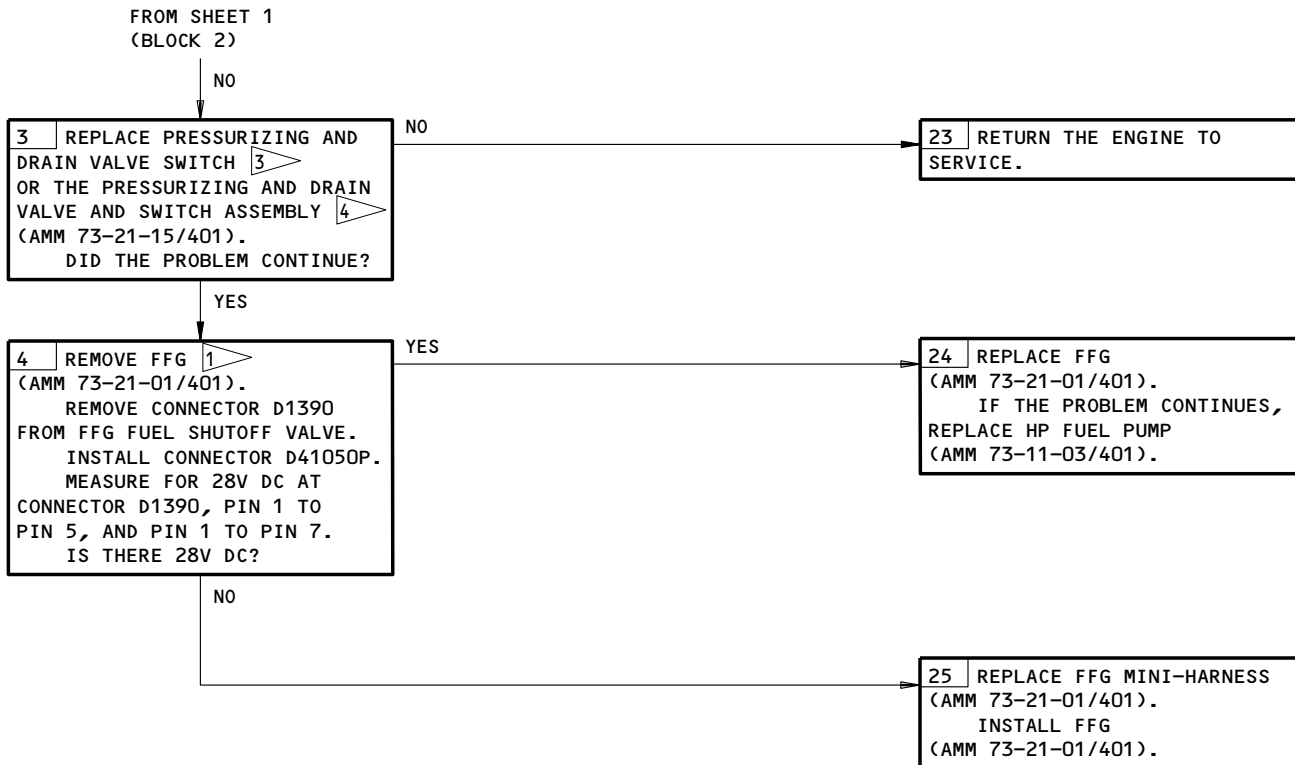 FROM SHEET 1
(BLOCK 2)
NO
3 REPLACE PRESSURIZING AND
DRAIN VALVE SWITCH 3
OR THE PRESSURIZING AND DRAIN
VALVE AND SWITCH ASSEMBLY 4
(AMM 73-21-15/401).
DID THE PROBLEM CONTINUE?
NO
23 RETURN THE ENGINE TO
SERVICE.
YES
4 REMOVE FFG 1
(AMM 73-21-01/401).
REMOVE CONNECTOR D1390
FROM FFG FUEL SHUTOFF VALVE.
INSTALL CONNECTOR D41050P.
MEASURE FOR 28V DC AT
CONNECTOR D1390, PIN 1 TO
PIN 5, AND PIN 1 TO PIN 7.
IS THERE 28V DC?
YES
24 REPLACE FFG
(AMM 73-21-01/401).
IF THE PROBLEM CONTINUES,
REPLACE HP FUEL PUMP
(AMM 73-11-03/401).
NO
25 REPLACE FFG MINI-HARNESS
(AMM 73-21-01/401).
INSTALL FFG
(AMM 73-21-01/401).